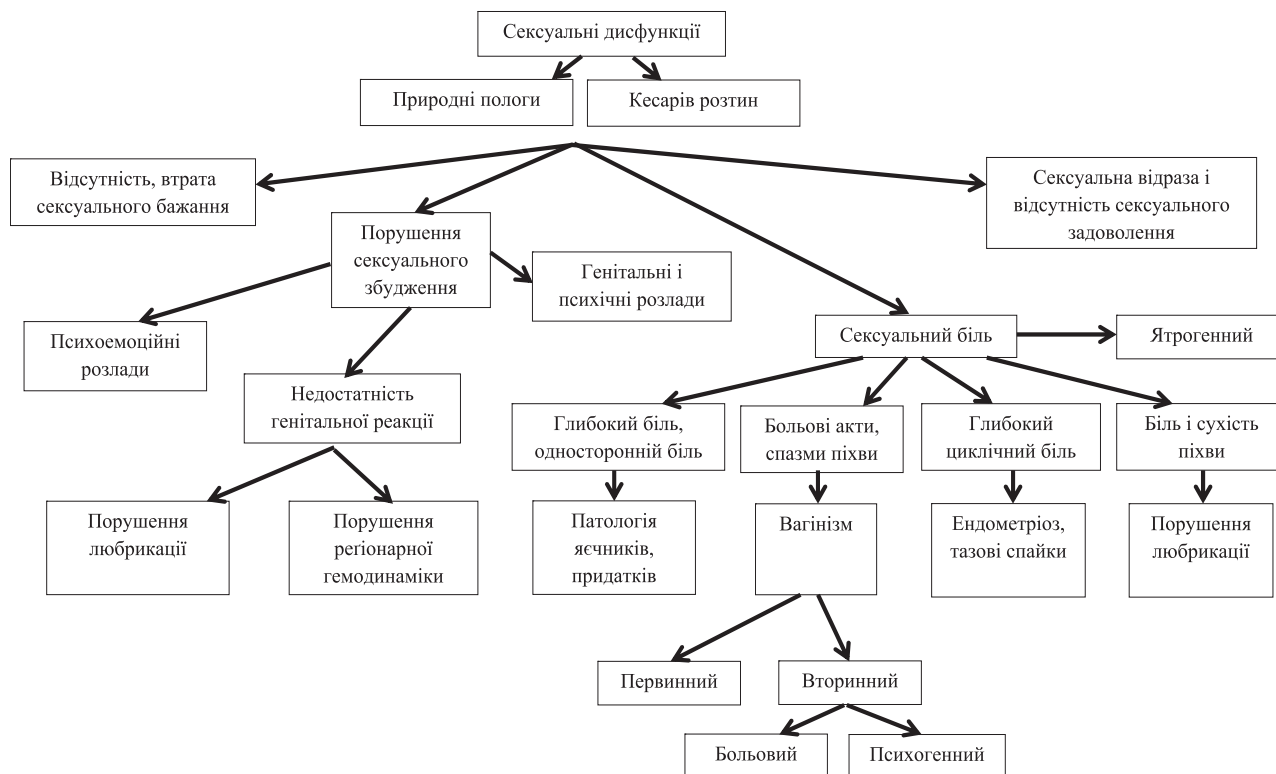 Сексуальні дисфункції
Природні пологи
Кесарів розтин
Відсутність, втрата
сексуального бажання
Сексуальна відраза і
відсутність сексуального
задоволення
Порушення
сексуального
збудження
Генітальні і
психічні розлади
Психоемоційні
розлади
Сексуальний біль
Ятрогенний
Недостатність
генітальної реакції
Глибокий біль,
односторонній біль
Больові акти,
спазми піхви
Глибокий
циклічний біль
Біль і сухість
піхви
Порушення
любрикації
Порушення
реґіонарної
гемодинаміки
Патологія
яєчників,
придатків
Вагінізм
Ендометріоз,
тазові спайки
Порушення
любрикації
Первинний
Вторинний
Больовий
Психогенний